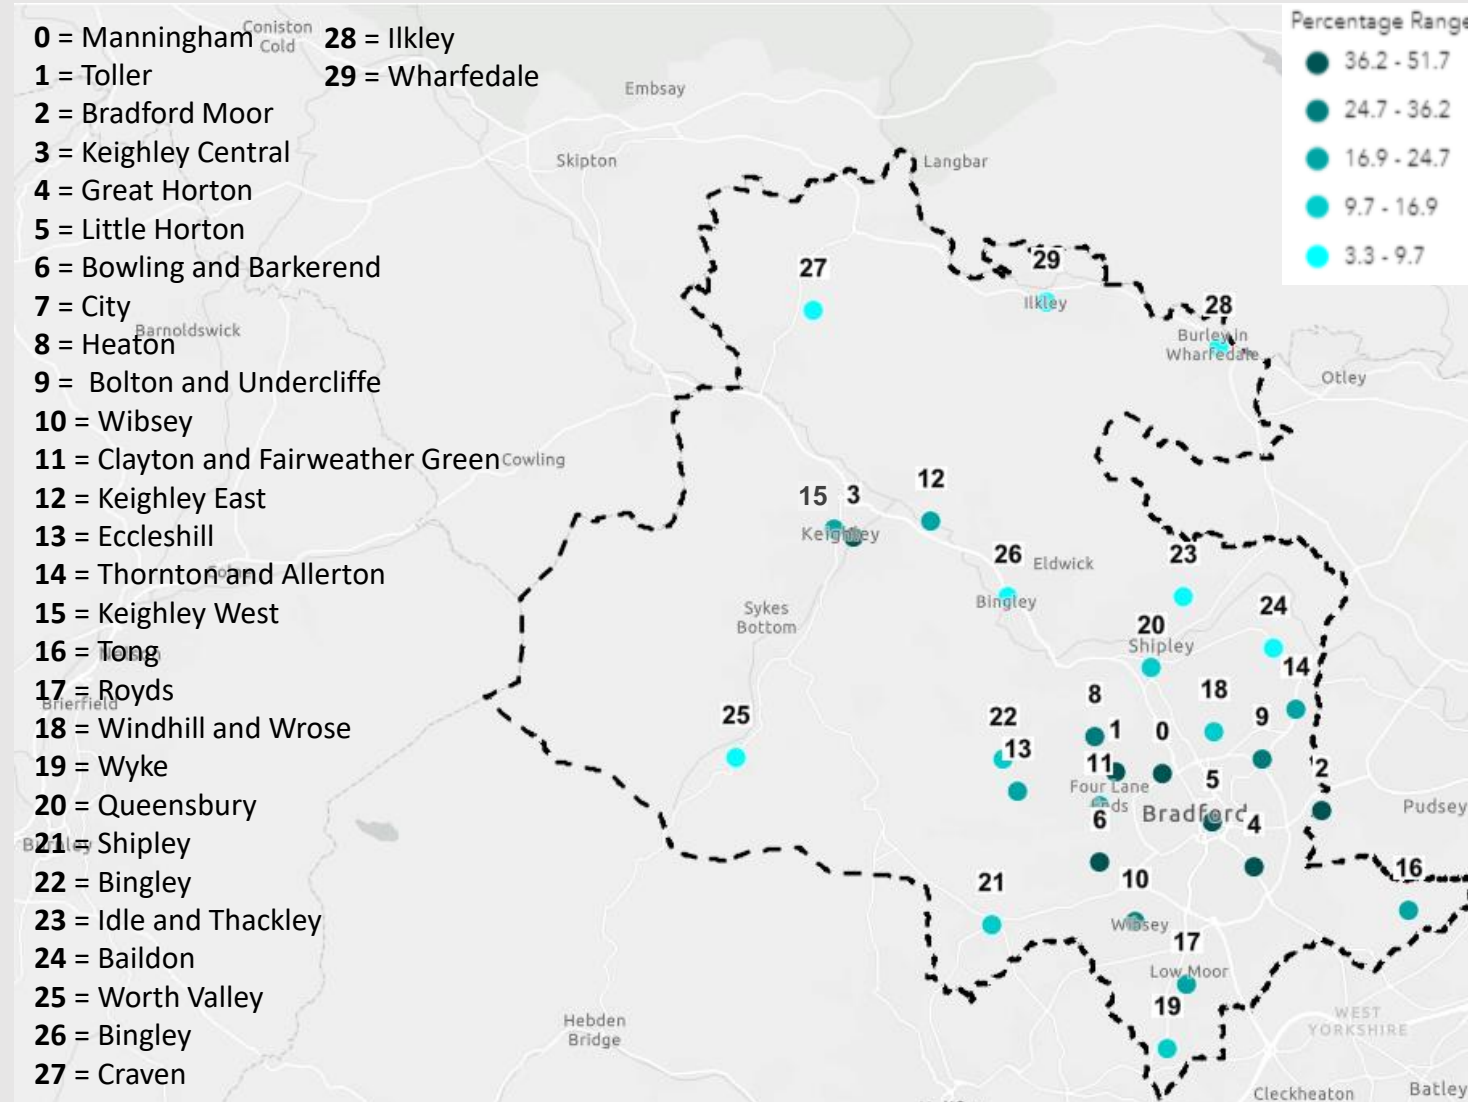 0 = Manningham
1 = Toller
2 = Bradford Moor
3 = Keighley Central
4 = Great Horton
5 = Little Horton
6 = Bowling and Barkerend
7 = City
8 = Heaton
9 = Bolton and Undercliffe
10 = Wibsey
11 = Clayton and Fairweather Green
12 = Keighley East
13 = Eccleshill
14 = Thornton and Allerton
15 = Keighley West
16 = Tong
17 = Royds
18 = Windhill and Wrose
19 = Wyke
20 = Queensbury
21 = Shipley
22 = Bingley
23 = Idle and Thackley
24 = Baildon
25 = Worth Valley
26 = Bingley
27 = Craven
28 = Ilkley
29 = Wharfedale
Percentage Range
36.2 - 51.7
24.7 - 36.2
16.9 - 24.7
9.7 - 16.9
3.3 - 9.7
Coniston
Cold
Embsay
Skipton
Langbar
27
29
Ilkley
28
Burley in
Wharfedale
Otley
Barnoldswick
Cowling
15
3
12
Keighley
26
Eldwick
Bingley
23
24
Sykes
Bottom
20
Shipley
14
Nelson
Brierfield
25
22
13
8
1
0
18
9
11
Four Lane
Ends
5
2
6
Bradford
4
Pudsey
Burnley
21
10
Wibsey
16
17
Low Moor
19
Hebden
Bridge
WEST
YORKSHIRE
Cleckheaton
Batley